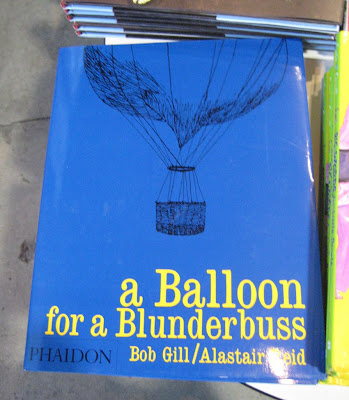 a Balloon
for a Blunderbuss
PHAIDON
Bob Gill/Alastair Reid